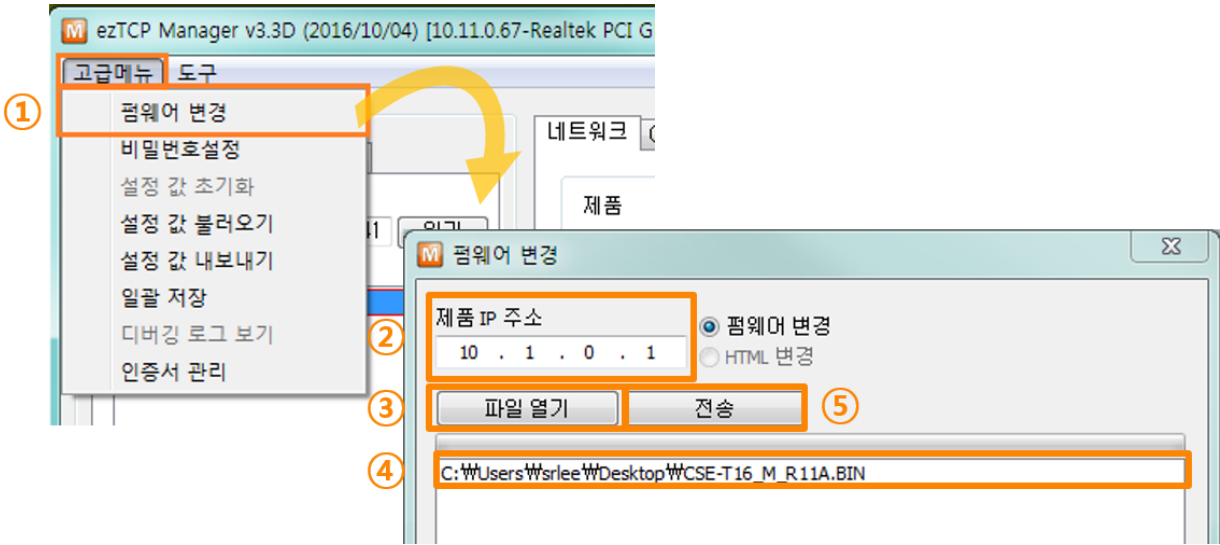 M ezTCP Manager v3.3D (2016/10/04) [10.11.0.67-Realtek PCI G
고급메뉴 도구
① 펌웨어 변경
비밀번호설정
설정 값 초기화
설정 값 불러오기
설정 값 내보내기
일괄 저장
디버깅 로그 보기
인증서 관리
네트워크
제품
41
M 펌웨어 변경
② 제품 IP 주소
10 . 1 . 0 . 1
펌웨어 변경
HTML 변경
③ 파일 열기 전송 ⑤
④ C:₩Users₩srlee₩Desktop₩CSE-T16_M_R11A.BIN